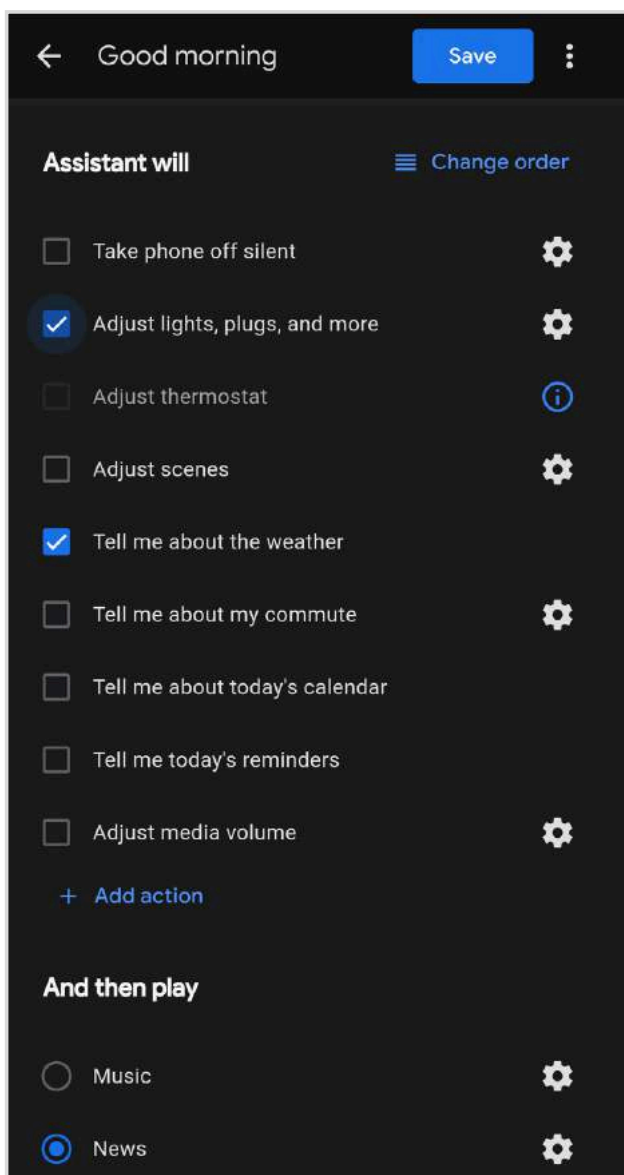 Good morning
Save
Assistant will
Change order
Take phone off silent
Adjust lights, plugs, and more
Adjust thermostat
Adjust scenes
Tell me about the weather
Tell me about my commute
Tell me about today's calendar
Tell me today's reminders
Adjust media volume
+ Add action
And then play
Music
News